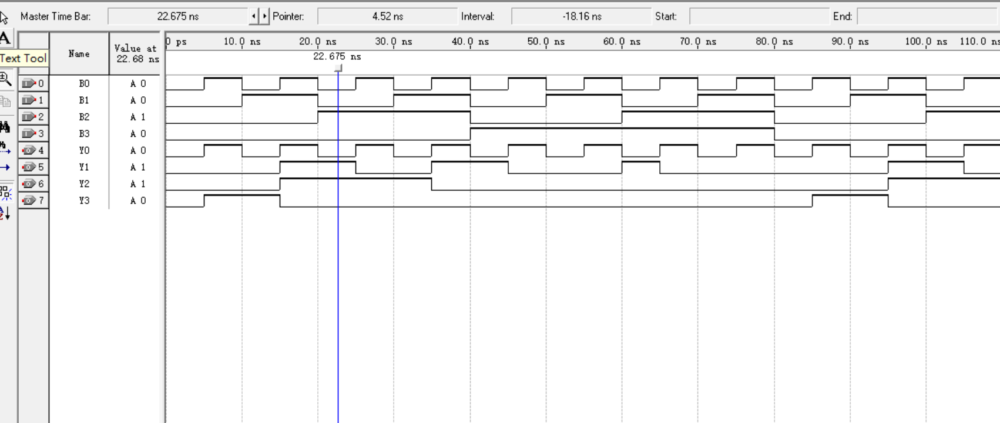 Master Time Bar: 22.675 ns Pointer: 4.52 ns Interval: -18.16 ns Start: End:
A
Text Tool
Name
Value at
22.68 ns
0 ps 10.0 ns 20.0 ns 30.0 ns 40.0 ns 50.0 ns 60.0 ns 70.0 ns 80.0 ns 90.0 ns 100.0 ns 110.0 ns
22.675 ns
0 B0 A 0
1 B1 A 0
2 B2 A 1
3 B3 A 0
4 Y0 A 0
5 Y1 A 1
6 Y2 A 1
7 Y3 A 0